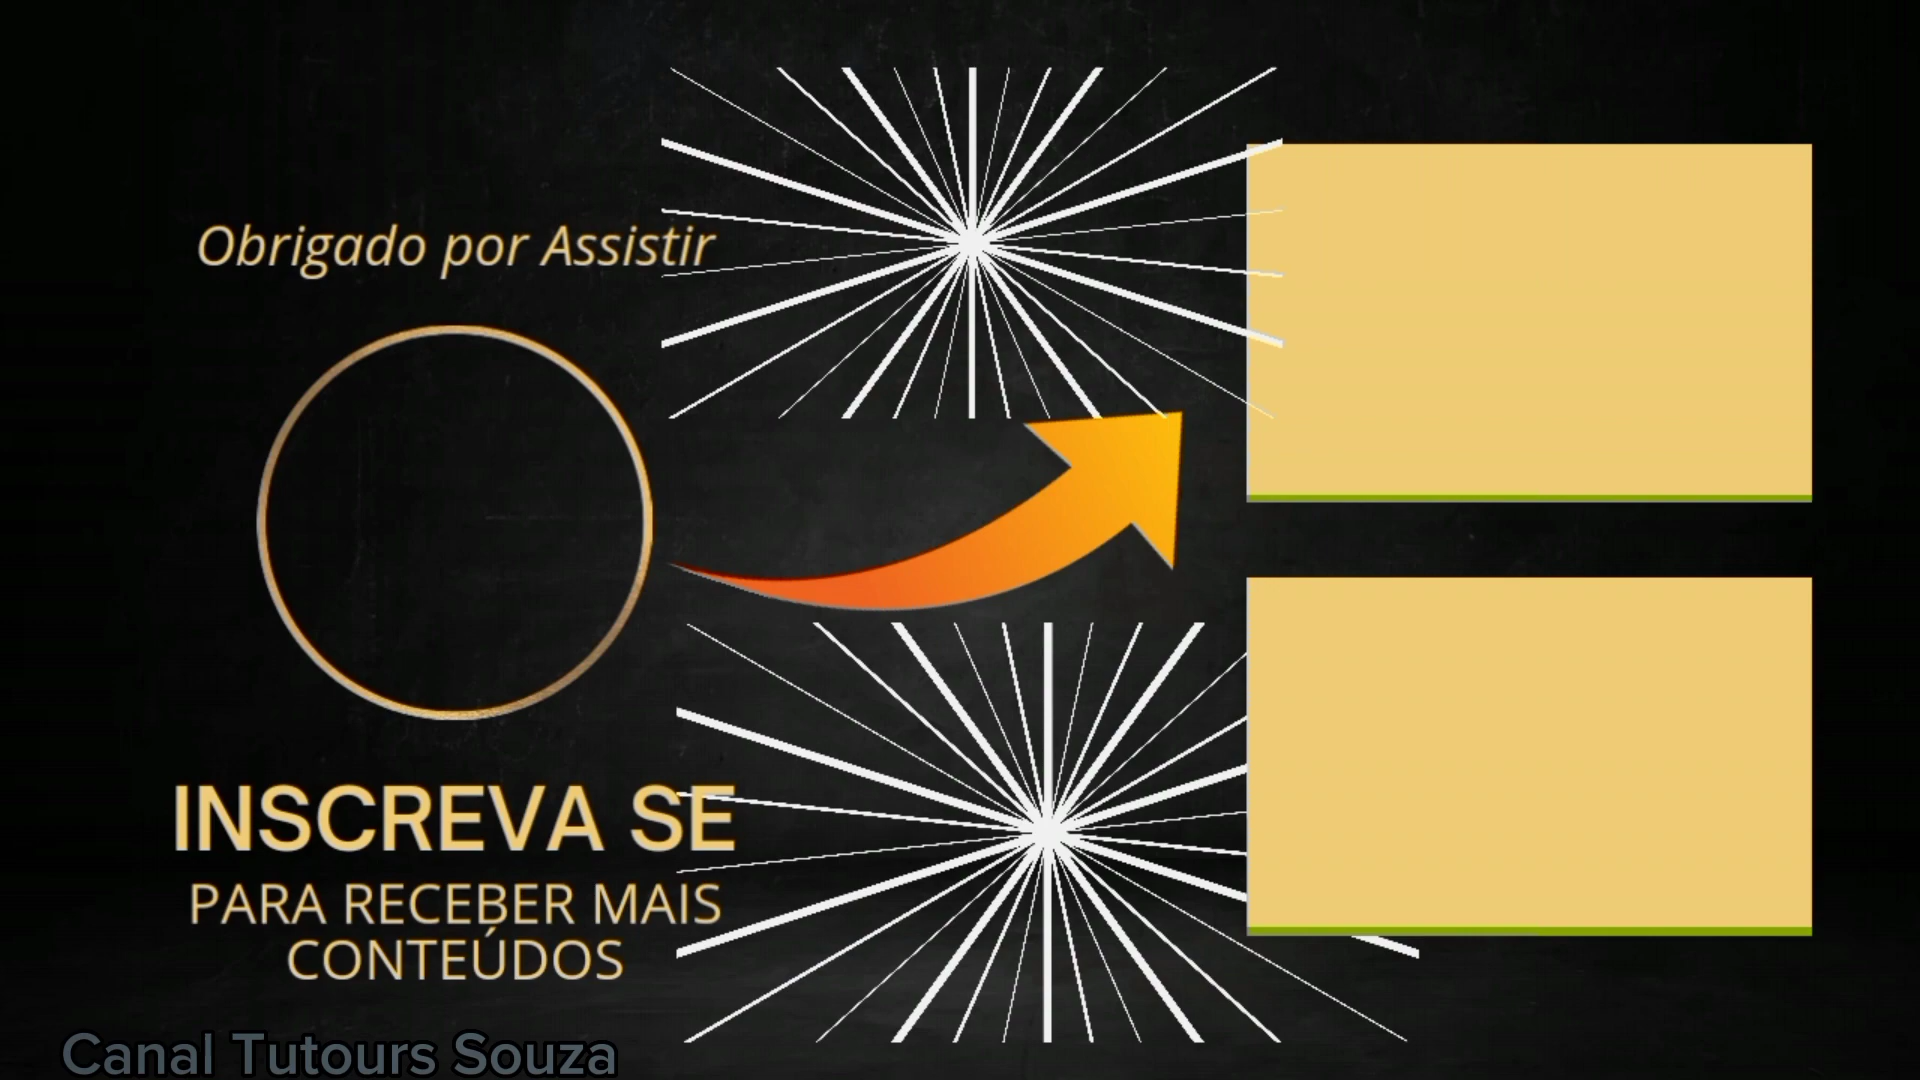 Obrigado por Assistir
INSCREVA SE
PARA RECEBER MAIS
CONTEÚDOS
Canal Tutours Souza